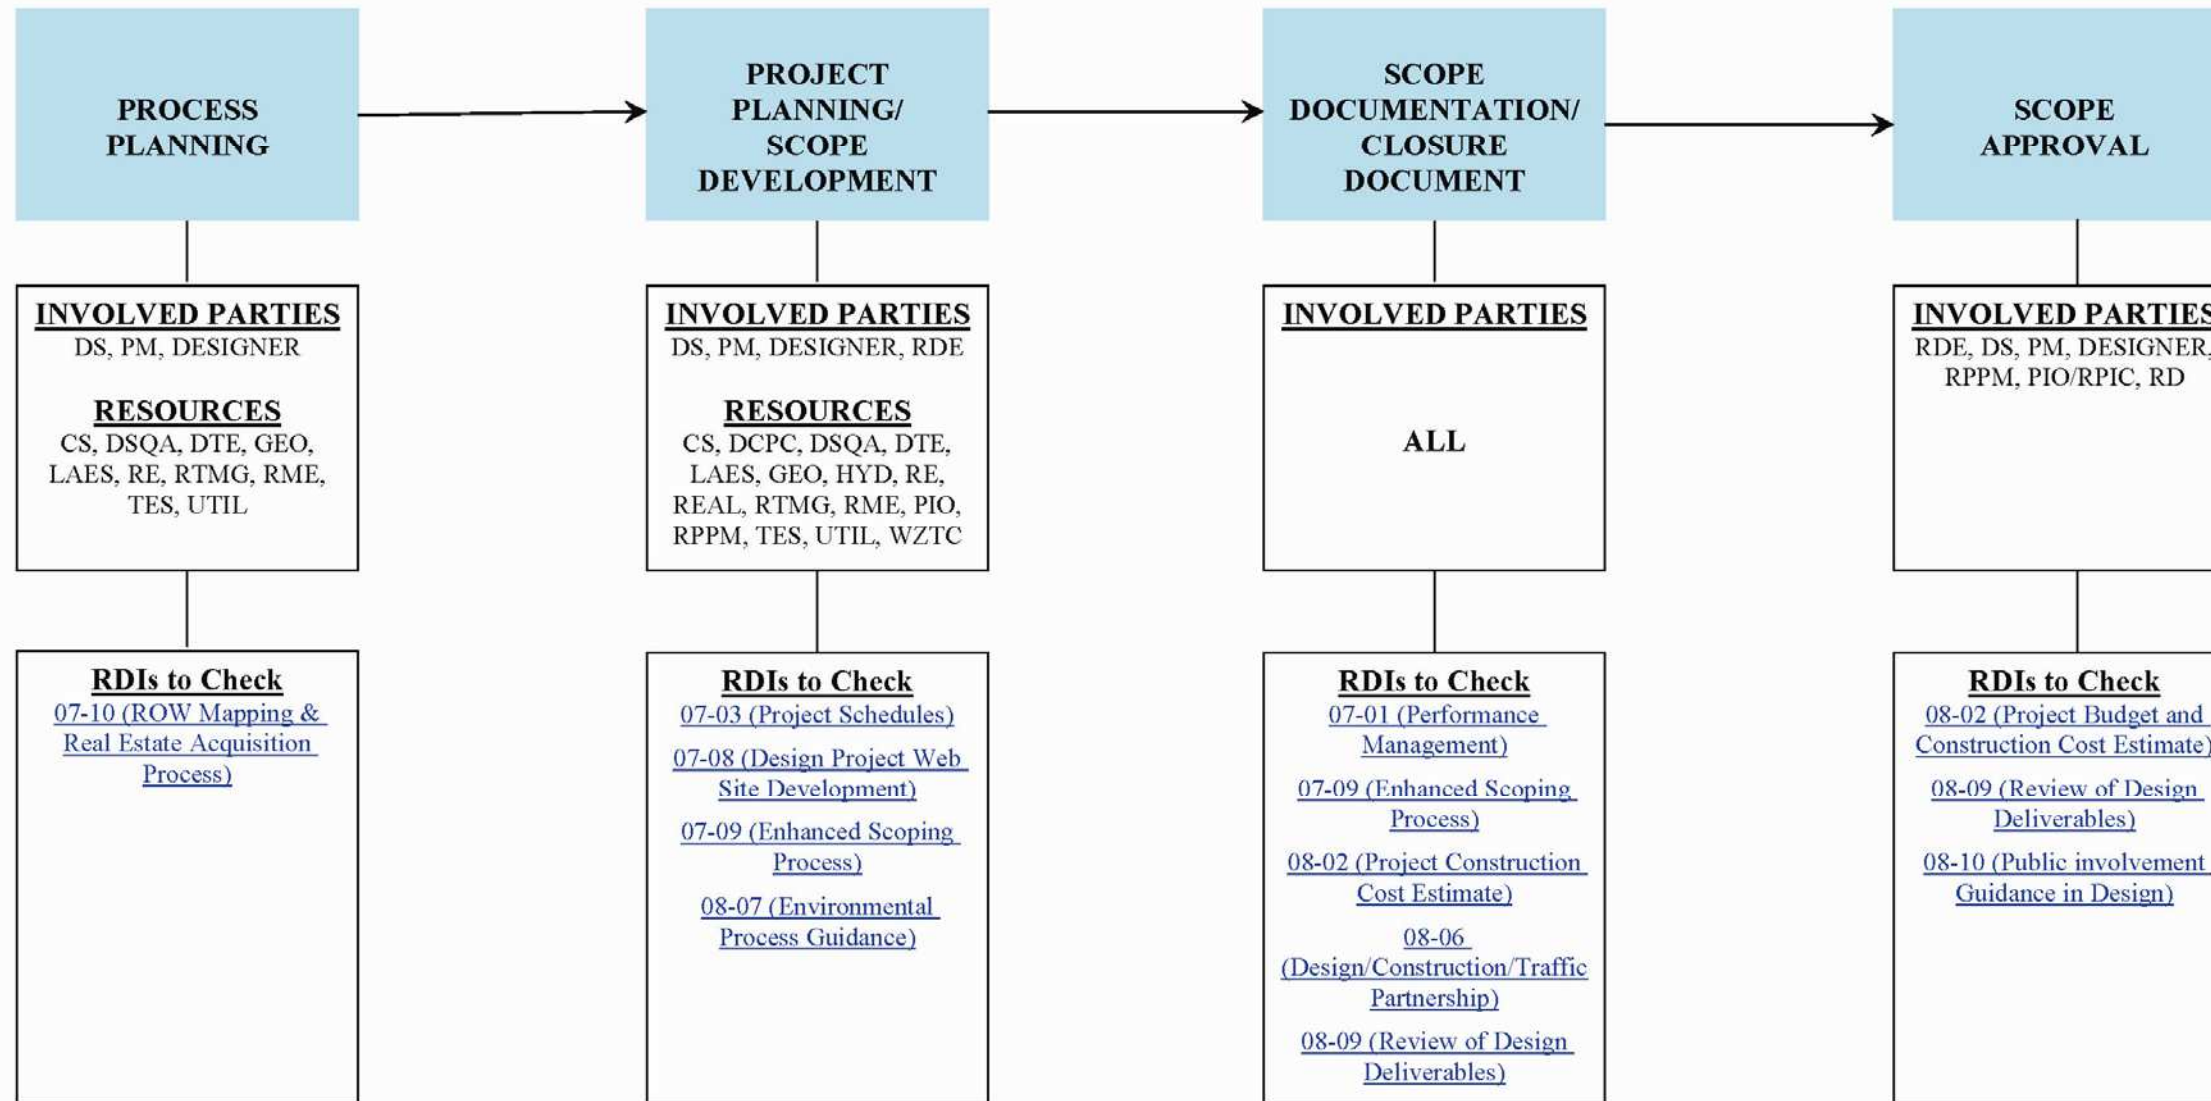 PROCESS
PLANNING
PROJECT
PLANNING/
SCOPE
DEVELOPMENT
SCOPE
DOCUMENTATION/
CLOSURE
DOCUMENT
SCOPE
APPROVAL
INVOLVED PARTIES
DS, PM, DESIGNER
RESOURCES
CS, DSQA, DTE, GEO,
LAES, RE, RTMG, RME,
TES, UTIL
INVOLVED PARTIES
DS, PM, DESIGNER, RDE
RESOURCES
CS, DCPC, DSQA, DTE,
LAES, GEO, HYD, RE,
REAL, RTMG, RME, PIO,
RPPM, TES, UTIL, WZTC
INVOLVED PARTIES
ALL
INVOLVED PARTIES
RDE, DS, PM, DESIGNER,
RPPM, PIO/RPIC, RD
RDIs to Check
07-10 (ROW Mapping &
Real Estate Acquisition
Process)
RDIs to Check
07-03 (Project Schedules)
07-08 (Design Project Web
Site Development)
07-09 (Enhanced Scoping
Process)
08-07 (Environmental
Process Guidance)
RDIs to Check
07-01 (Performance
Management)
07-09 (Enhanced Scoping
Process)
08-02 (Project Construction
Cost Estimate)
08-06
(Design/Construction/Traffic
Partnership)
08-09 (Review of Design
Deliverables)
RDIs to Check
08-02 (Project Budget and
Construction Cost Estimate)
08-09 (Review of Design
Deliverables)
08-10 (Public involvement
Guidance in Design)